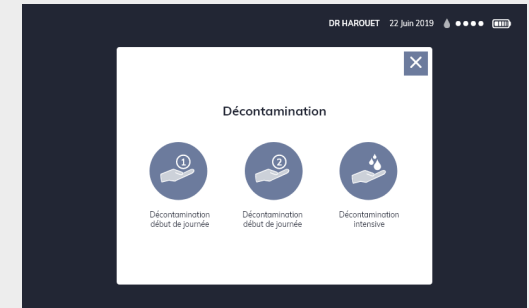 DR HAROUET 22 Juin 2019
Décontamination
1
2
Décontamination
début de journée
Décontamination
début de journée
Décontamination
intensive